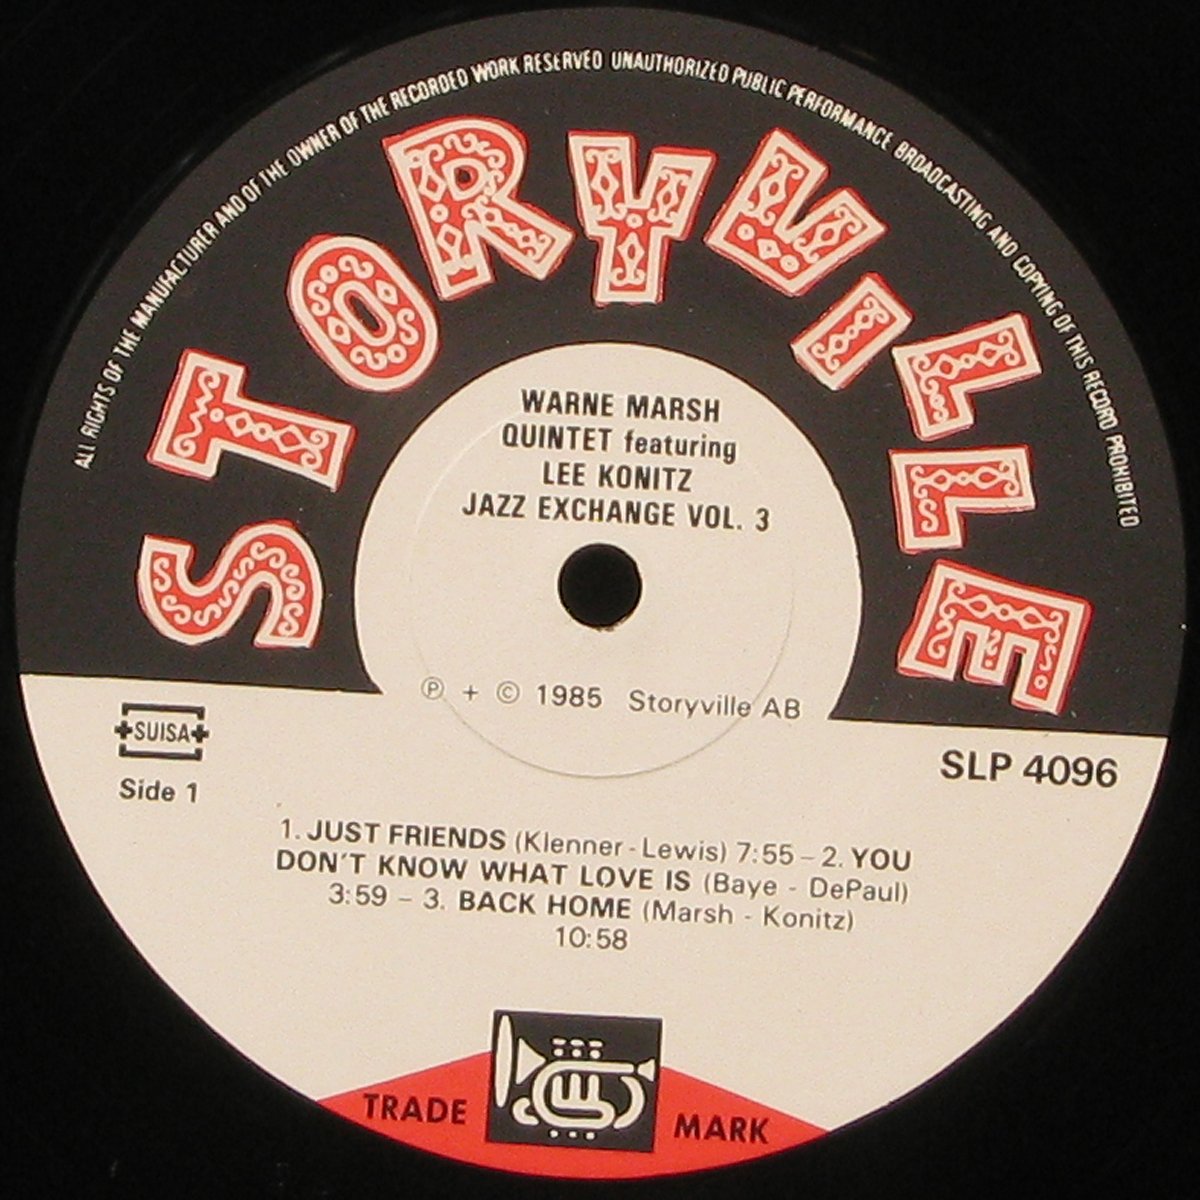 ALL RIGHTS OF THE MANUFACTURER AND OF THE OWNER OF THE RECORDED WORK RESERVED UNAUTHORIZED PUBLIC PERFORMANCE BROADCASTING AND COPYING OF THIS RECORD PROHIBITED
STORYVILLE
WARNE MARSH
QUINTET featuring
LEE KONITZ
JAZZ EXCHANGE VOL. 3
℗ + © 1985 Storyville AB
SUISA
SLP 4096
Side 1
1. JUST FRIENDS (Klenner - Lewis) 7:55 – 2. YOU
DON'T KNOW WHAT LOVE IS (Baye - DePaul)
3:59 – 3. BACK HOME (Marsh - Konitz)
10:58
TRADE MARK